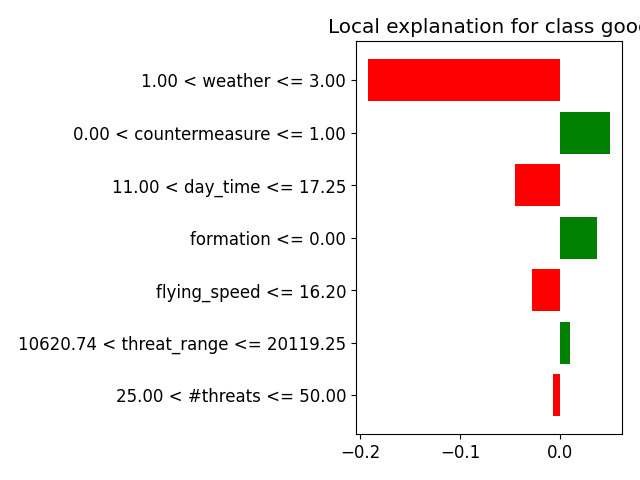 Local explanation for class good
1.00 < weather <= 3.00
0.00 < countermeasure <= 1.00
11.00 < day_time <= 17.25
formation <= 0.00
flying_speed <= 16.20
10620.74 < threat_range <= 20119.25
25.00 < #threats <= 50.00
−0.2 −0.1 0.0